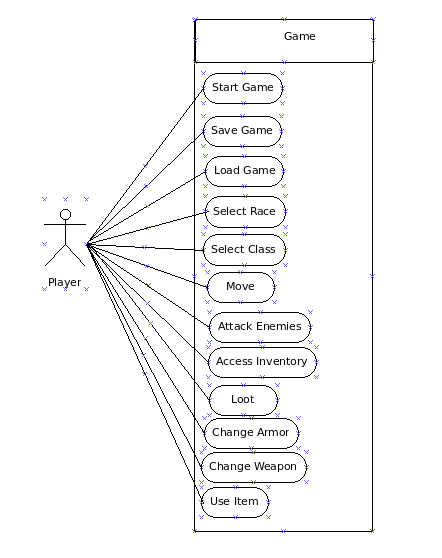 Game
Start Game
Save Game
Load Game
Select Race
Select Class
Move
Player
Attack Enemies
Access Inventory
Loot
Change Armor
Change Weapon
Use Item